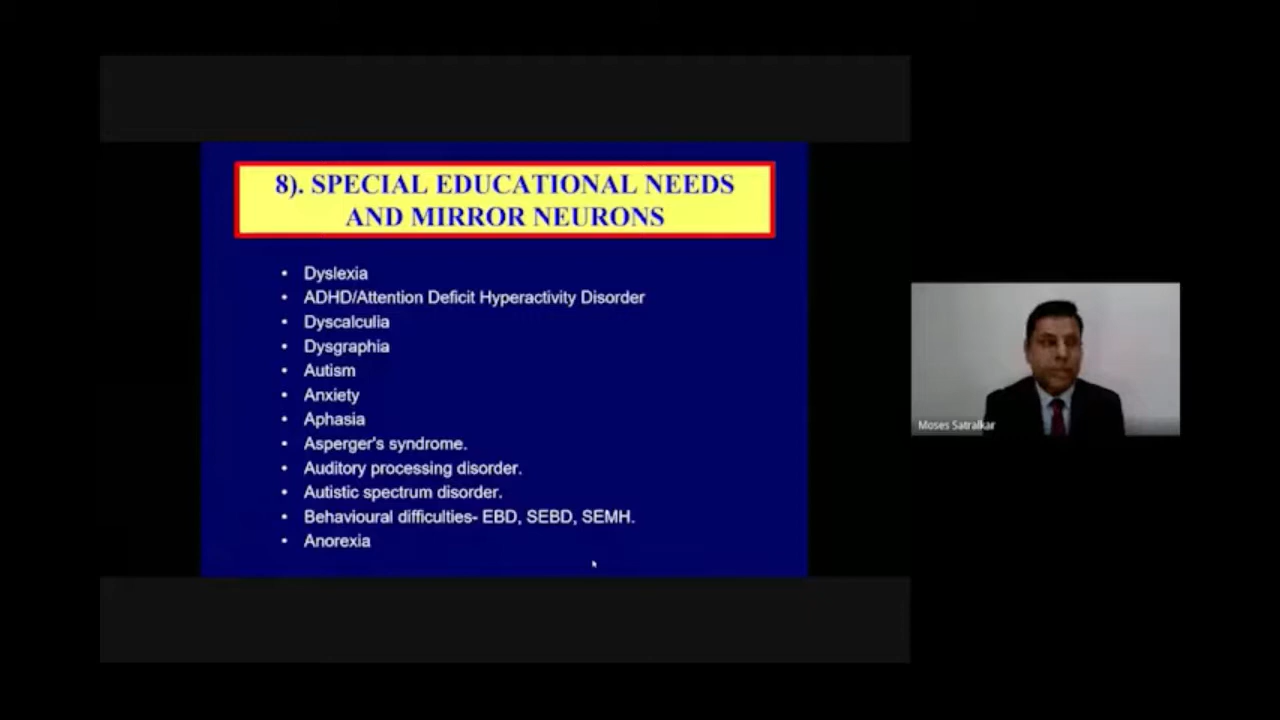 8). SPECIAL EDUCATIONAL NEEDS
AND MIRROR NEURONS
• Dyslexia
• ADHD/Attention Deficit Hyperactivity Disorder
• Dyscalculia
• Dysgraphia
• Autism
• Anxiety
• Aphasia
• Asperger's syndrome.
• Auditory processing disorder.
• Autistic spectrum disorder.
• Behavioural difficulties- EBD, SEBD, SEMH.
• Anorexia
Moses Satralkar